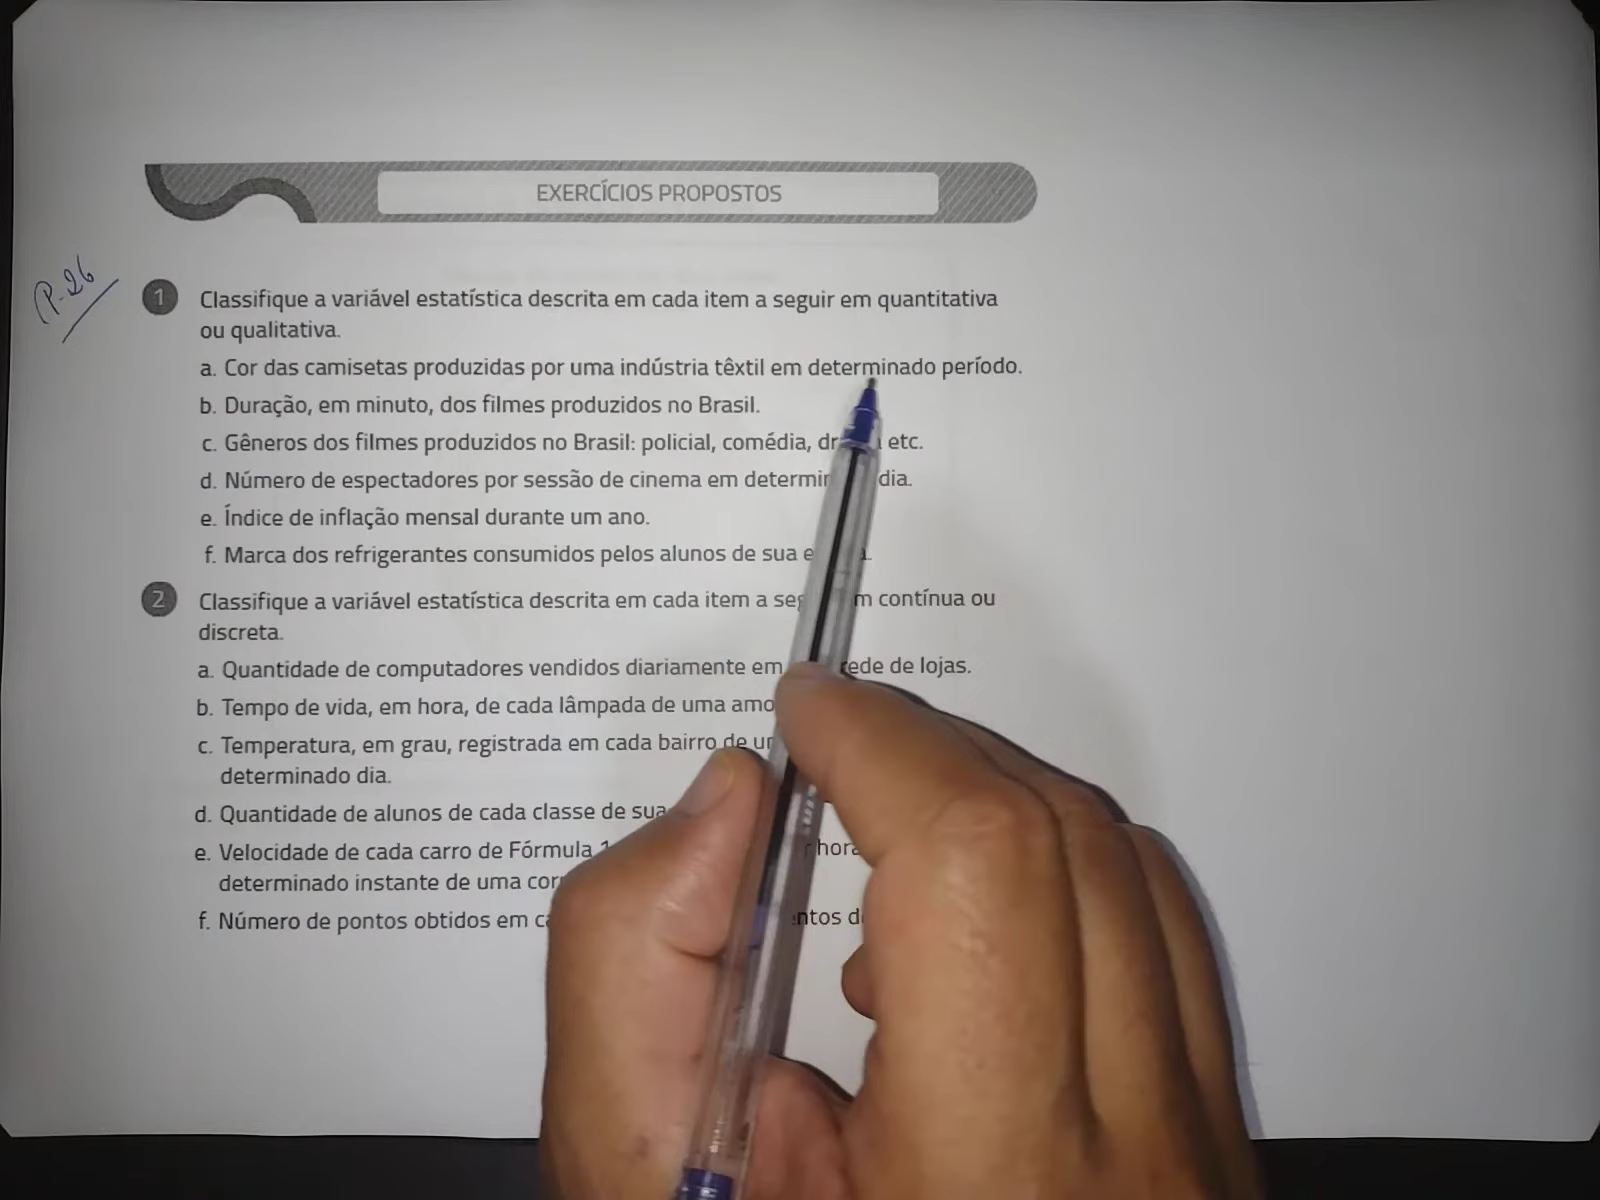 EXERCÍCIOS PROPOSTOS
P-26
1 Classifique a variável estatística descrita em cada item a seguir em quantitativa
ou qualitativa.
a. Cor das camisetas produzidas por uma indústria têxtil em determinado período.
b. Duração, em minuto, dos filmes produzidos no Brasil.
c. Gêneros dos filmes produzidos no Brasil: policial, comédia, etc.
d. Número de espectadores por sessão de cinema em dia.
e. Índice de inflação mensal durante um ano.
f. Marca dos refrigerantes consumidos pelos alunos de sua
2 Classifique a variável estatística descrita em cada item a contínua ou
discreta.
a. Quantidade de computadores vendidos diariamente em rede de lojas.
b. Tempo de vida, em hora, de cada lâmpada de uma
c. Temperatura, em grau, registrada em cada bairro de
determinado dia.
d. Quantidade de alunos de cada classe de sua
e. Velocidade de cada carro de Fórmula 1 hora
determinado instante de uma
f. Número de pontos obtidos em